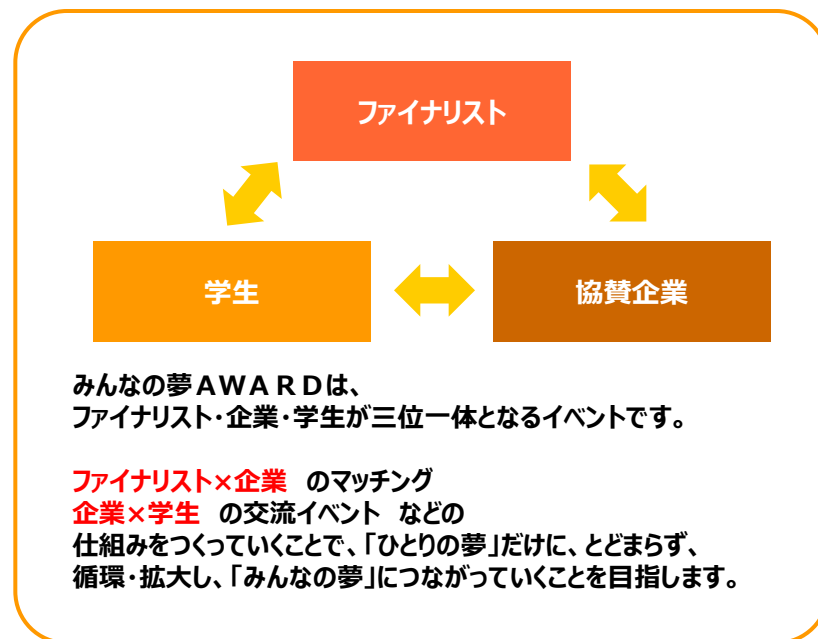 ファイナリスト
学生
協賛企業
みんなの夢ＡＷＡＲＤは、
ファイナリスト・企業・学生が三位一体となるイベントです。
ファイナリスト×企業　のマッチング
企業×学生　の交流イベント　などの
仕組みをつくっていくことで、「ひとりの夢」だけに、とどまらず、
循環・拡大し、「みんなの夢」につながっていくことを目指します。